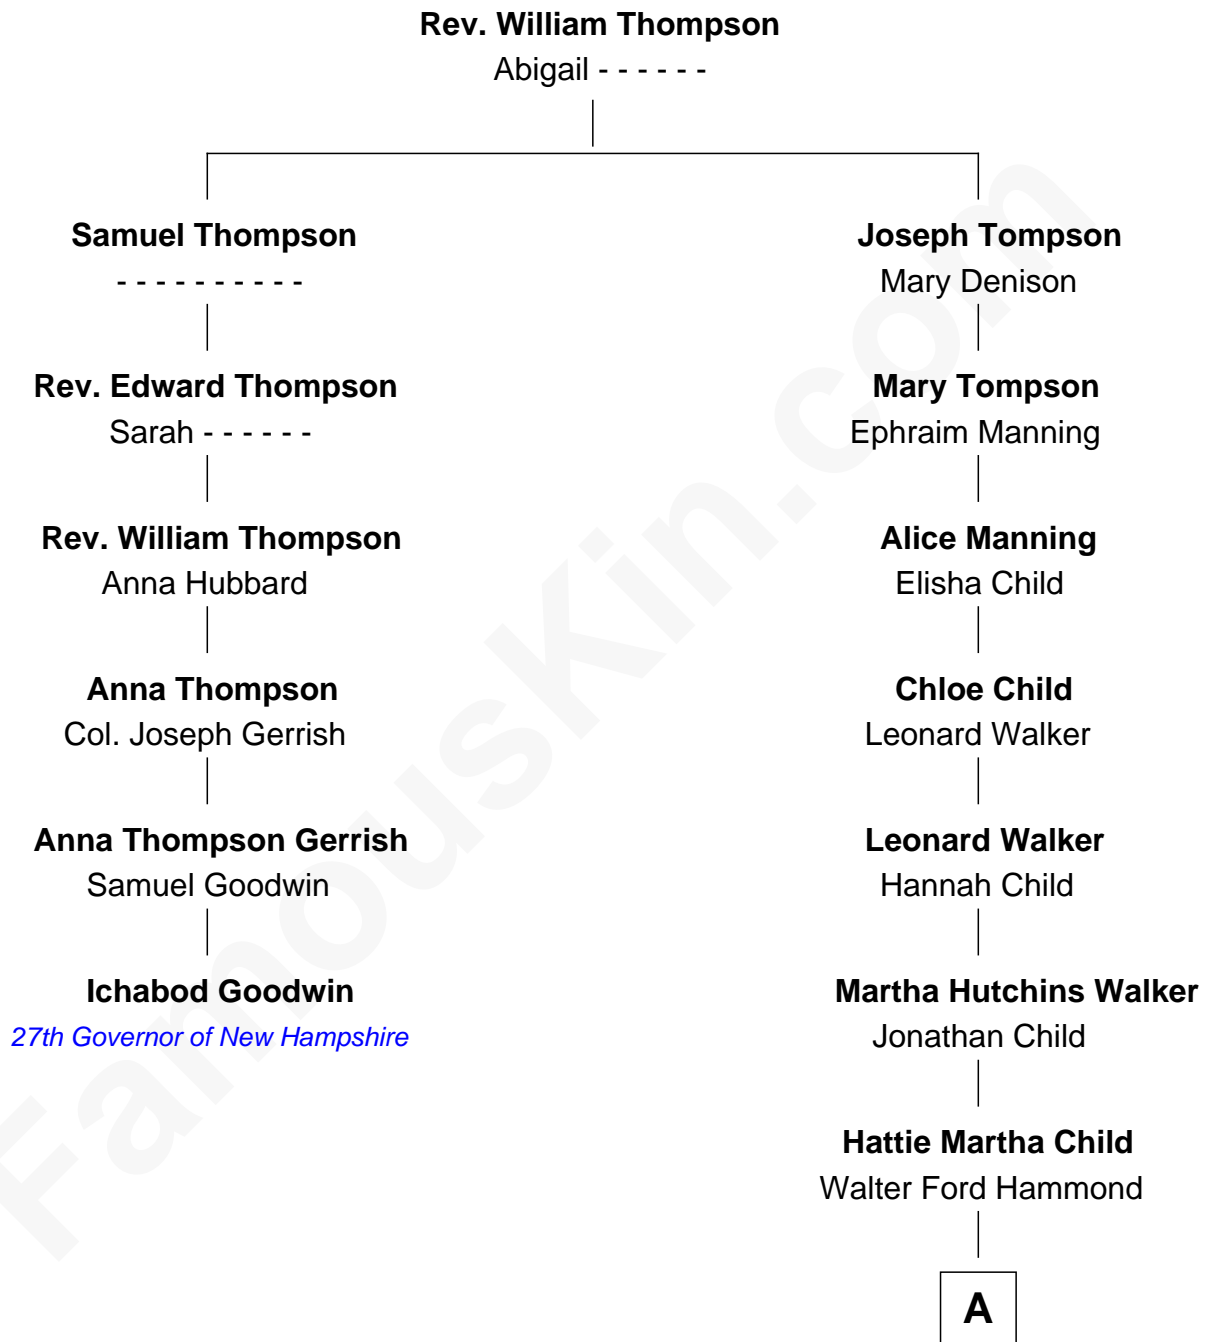 Rev. William Thompson
Abigail - - - - - -
Samuel Thompson
- - - - - - - - - -
Rev. Edward Thompson
Sarah - - - - - -
Rev. William Thompson
Anna Hubbard
Anna Thompson
Col. Joseph Gerrish
Anna Thompson Gerrish
Samuel Goodwin
Ichabod Goodwin
27th Governor of New Hampshire
Joseph Tompson
Mary Denison
Mary Tompson
Ephraim Manning
Alice Manning
Elisha Child
Chloe Child
Leonard Walker
Leonard Walker
Hannah Child
Martha Hutchins Walker
Jonathan Child
Hattie Martha Child
Walter Ford Hammond
A
FamousKin.com